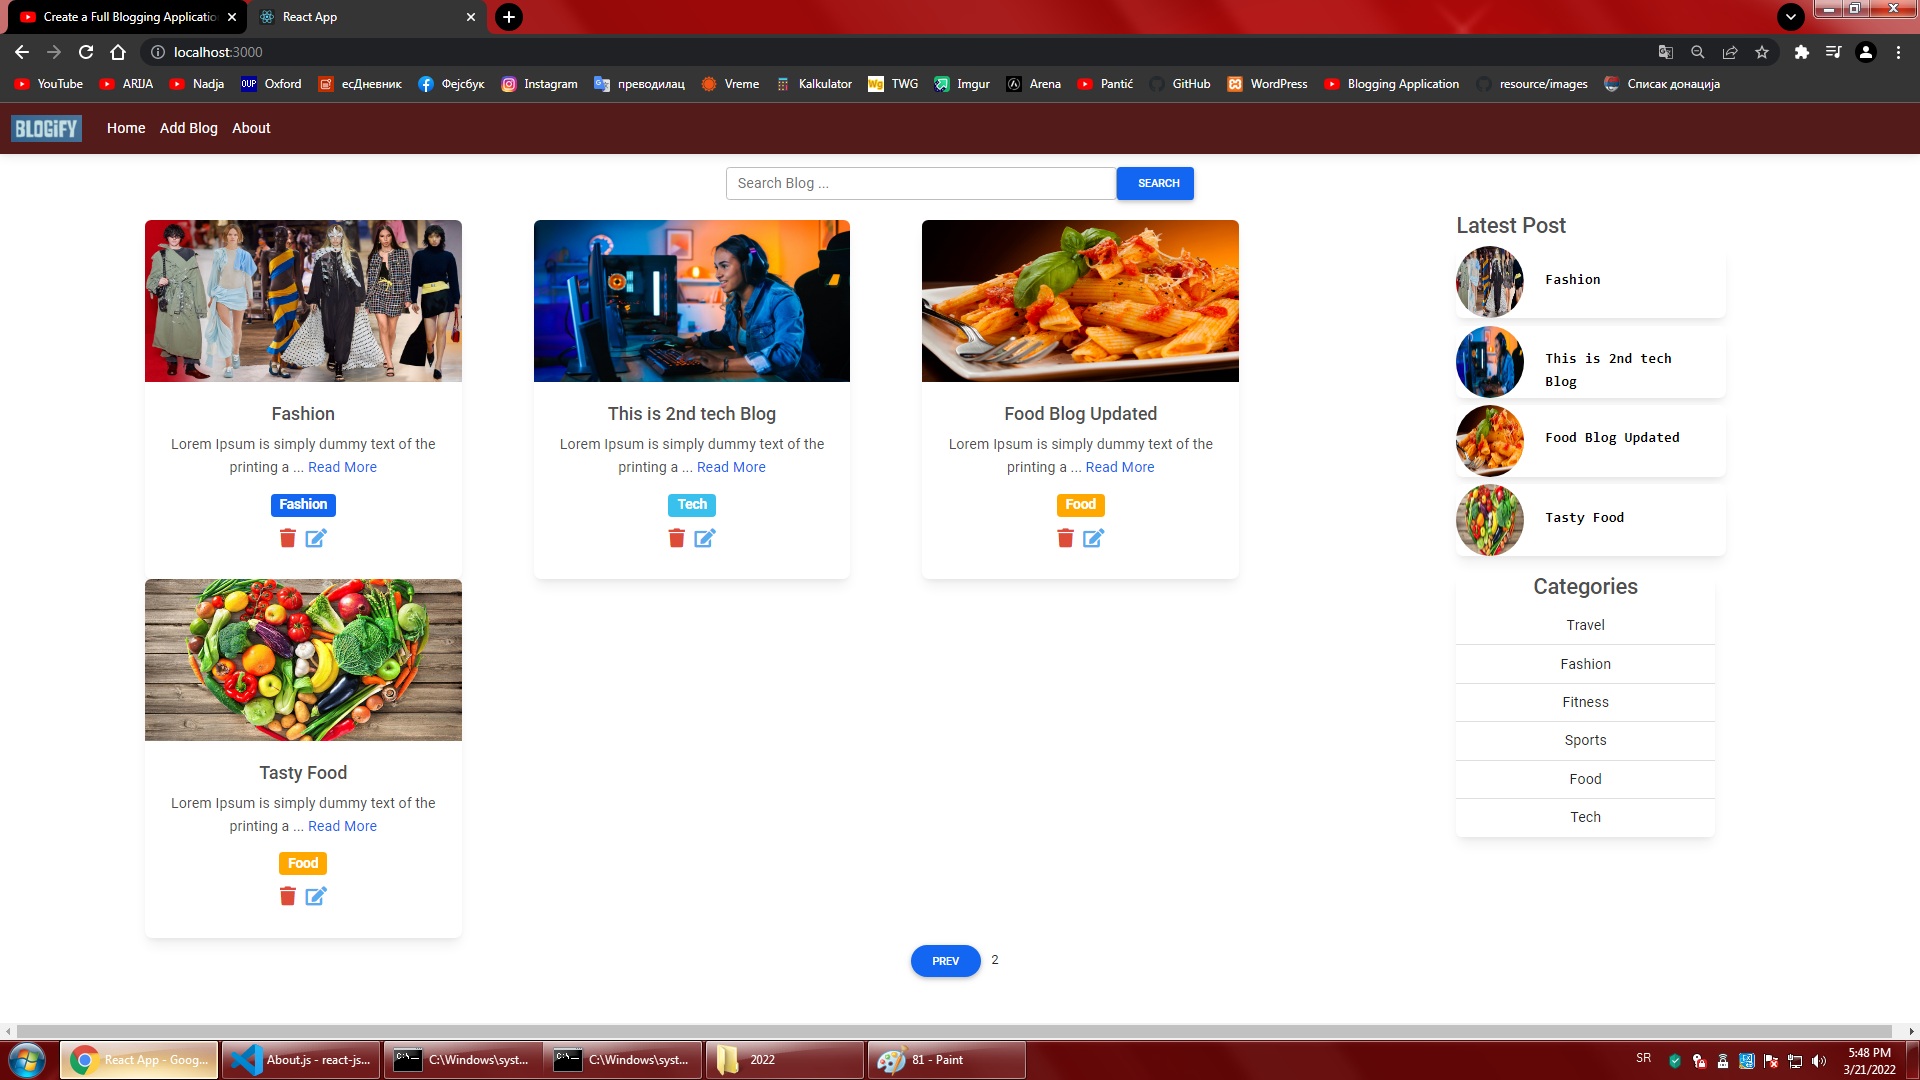 Create a Full Blogging Applicatio
React App
localhost:3000
YouTube
ARIJA
Nadja
OUP Oxford
есДневник
Фејсбук
Instagram
преводилац
Vreme
Kalkulator
Wg TWG
Imgur
Arena
Pantić
GitHub
WordPress
Blogging Application
resource/images
Списак донација
BLOGiFY
Home
Add Blog
About
Search Blog ...
SEARCH
Fashion
Lorem Ipsum is simply dummy text of the
printing a ... Read More
Fashion
This is 2nd tech Blog
Lorem Ipsum is simply dummy text of the
printing a ... Read More
Tech
Food Blog Updated
Lorem Ipsum is simply dummy text of the
printing a ... Read More
Food
Tasty Food
Lorem Ipsum is simply dummy text of the
printing a ... Read More
Food
PREV
2
Latest Post
Fashion
This is 2nd tech
Blog
Food Blog Updated
Tasty Food
Categories
Travel
Fashion
Fitness
Sports
Food
Tech
React App - Goog...
About.js - react-js...
C:\Windows\syst...
C:\Windows\syst...
2022
81 - Paint
SR
5:48 PM
3/21/2022